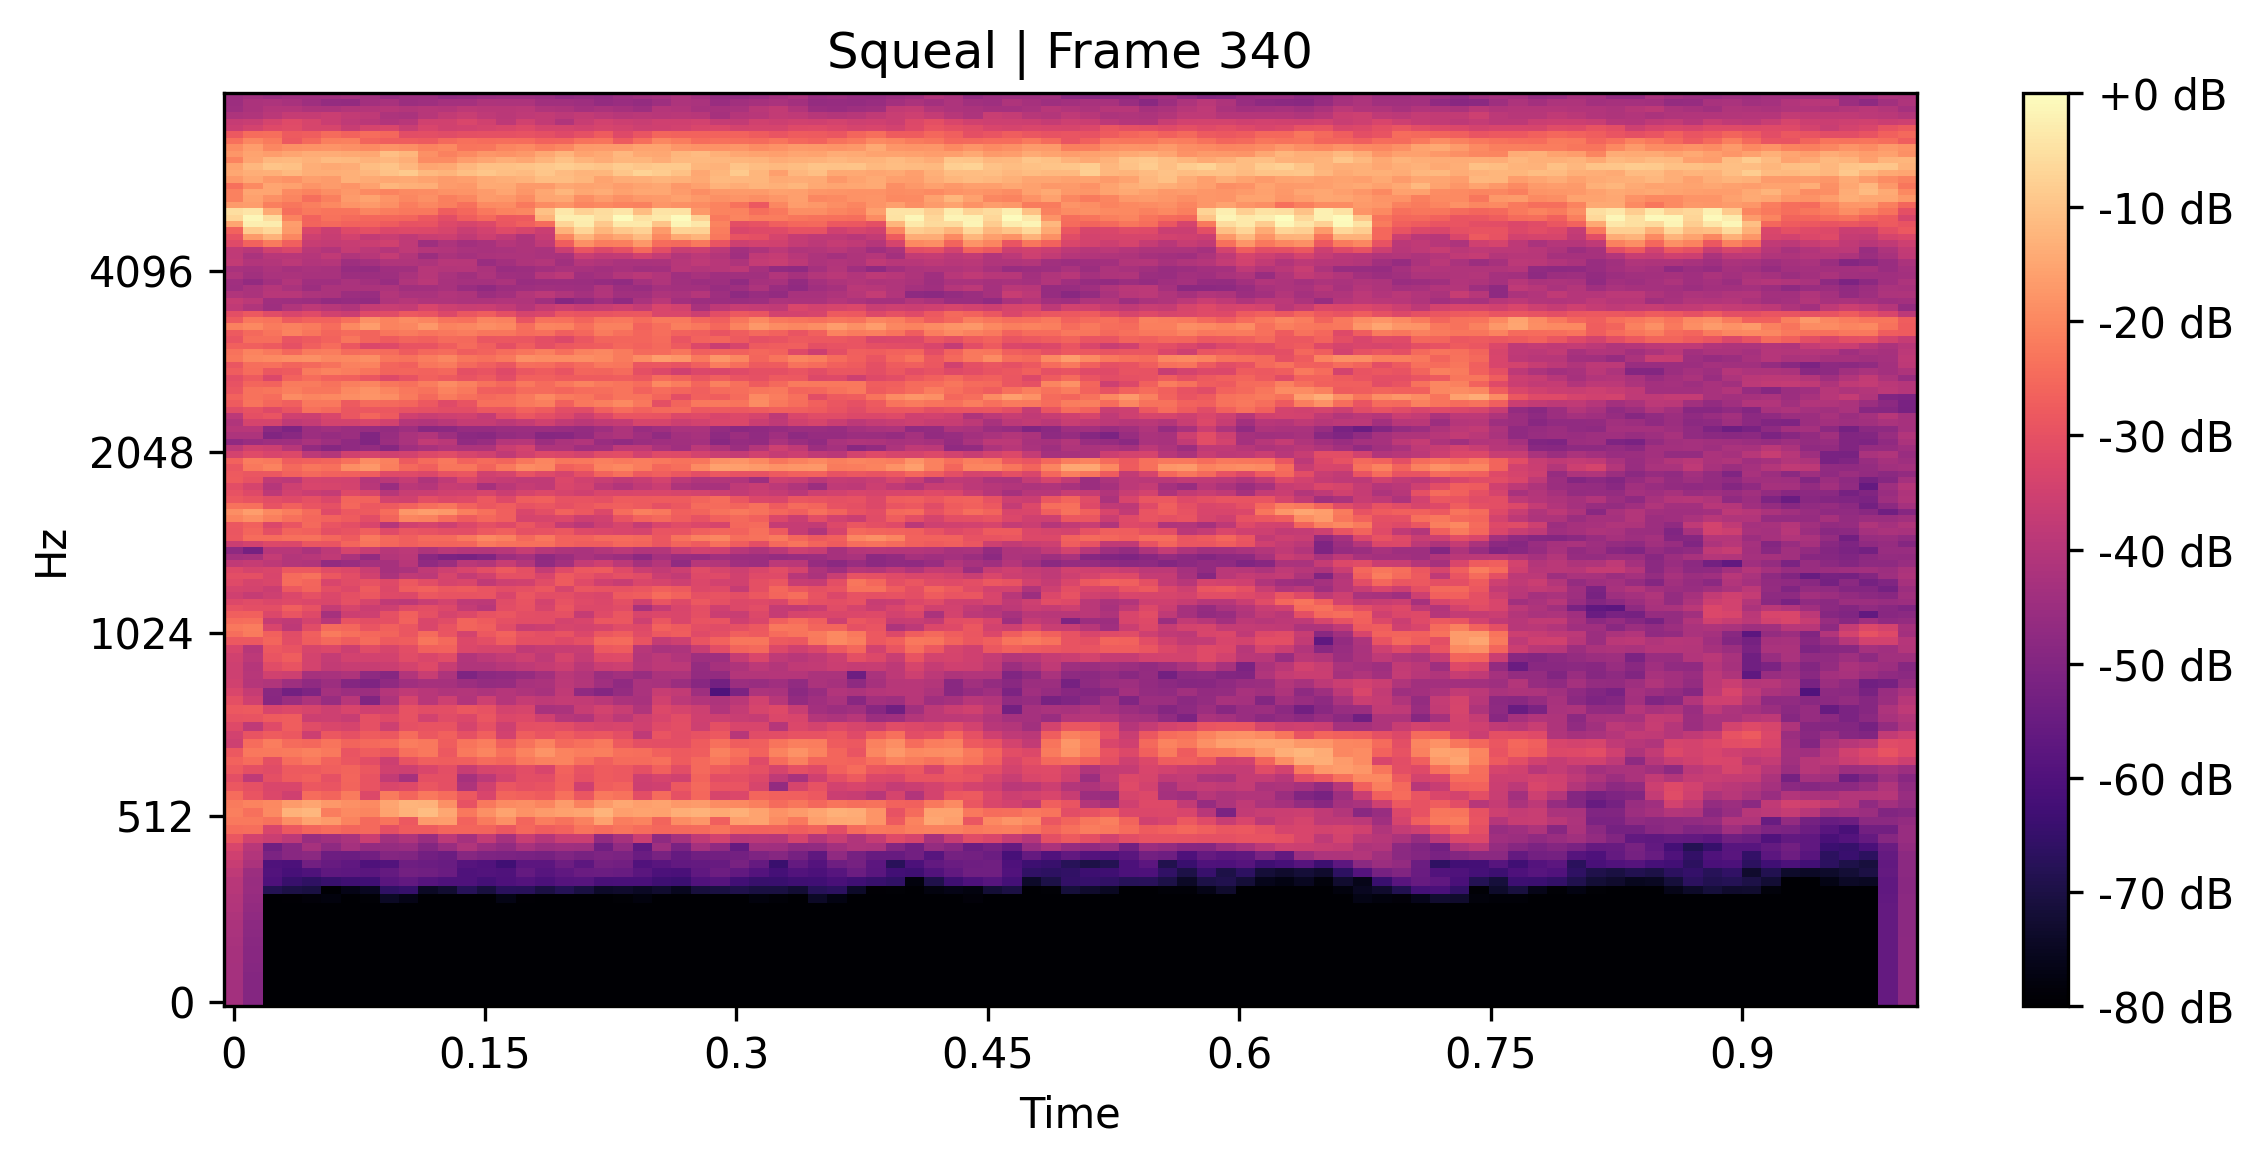 Squeal | Frame 340
+0 dB
-10 dB
4096
-20 dB
-30 dB
2048
Hz
-40 dB
1024
-50 dB
512
-60 dB
-70 dB
0
-80 dB
0 0.15 0.3 0.45 0.6 0.75 0.9
Time